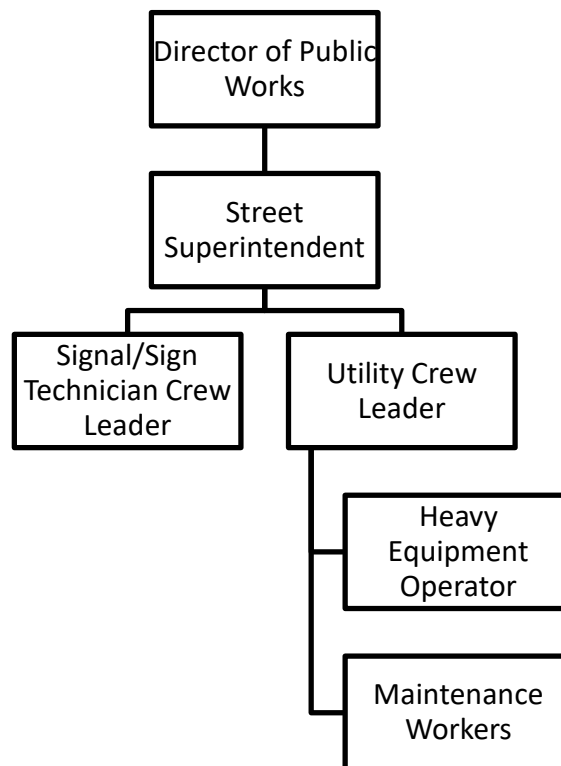 Director of Public
Works
Street
Superintendent
Signal/Sign
Technician Crew
Leader
Utility Crew
Leader
Heavy
Equipment
Operator
Maintenance
Workers